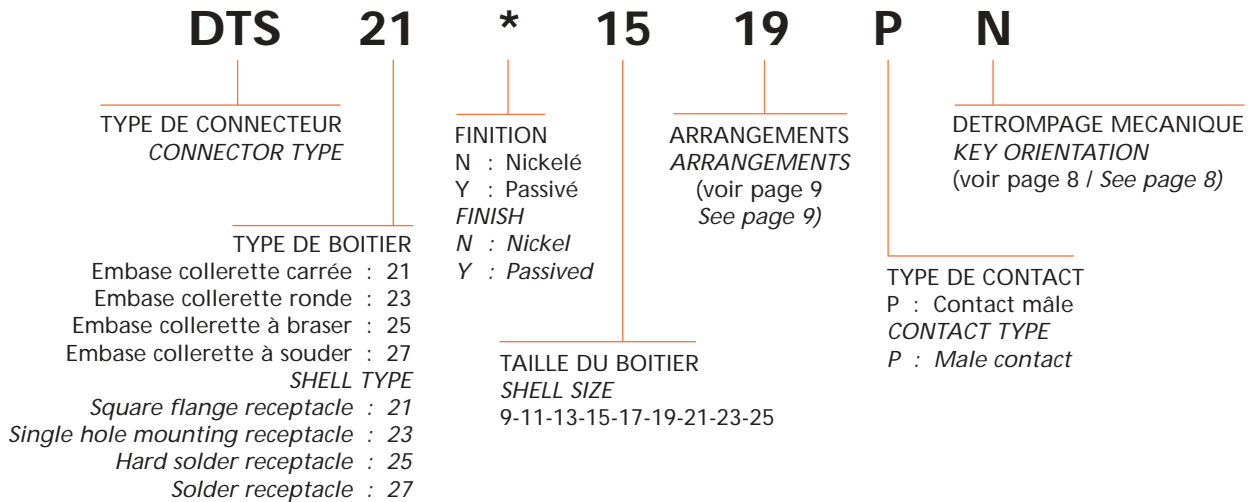 DTS 21 * 15 19 P N
TYPE DE CONNECTEUR
CONNECTOR TYPE
TYPE DE BOITIER
Embase collerette carrée : 21
Embase collerette ronde : 23
Embase collerette à braser : 25
Embase collerette à souder : 27
SHELL TYPE
Square flange receptacle : 21
Single hole mounting receptacle : 23
Hard solder receptacle : 25
Solder receptacle : 27
FINITION
N : Nickelé
Y : Passivé
FINISH
N : Nickel
Y : Passived
TAILLE DU BOITIER
SHELL SIZE
9-11-13-15-17-19-21-23-25
ARRANGEMENTS
ARRANGEMENTS
(voir page 9
See page 9)
TYPE DE CONTACT
P : Contact mâle
CONTACT TYPE
P : Male contact
DETROMPAGE MECANIQUE
KEY ORIENTATION
(voir page 8 / See page 8)